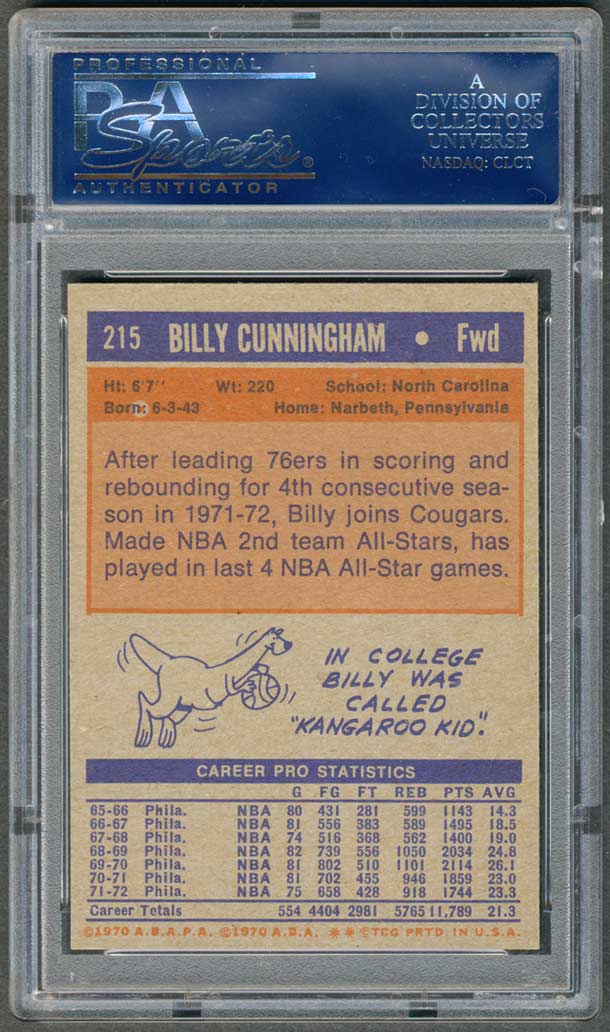 PROFESSIONAL
PSA
Sports®
AUTHENTICATOR
A
DIVISION OF
COLLECTORS
UNIVERSE
NASDAQ: CLCT
215 BILLY CUNNINGHAM • Fwd
Ht: 6'7'' Wt: 220 School: North Carolina
Born: 6-3-43 Home: Narbeth, Pennsylvania
After leading 76ers in scoring and
rebounding for 4th consecutive sea-
son in 1971-72, Billy joins Cougars.
Made NBA 2nd team All-Stars, has
played in last 4 NBA All-Star games.
IN COLLEGE
BILLY WAS
CALLED
"KANGAROO KID".
CAREER PRO STATISTICS
G FG FT REB PTS AVG
65-66 Phila. NBA 80 431 281 599 1143 14.3
66-67 Phila. NBA 81 556 383 589 1495 18.5
67-68 Phila. NBA 74 516 368 562 1400 19.0
68-69 Phila. NBA 82 739 556 1050 2034 24.8
69-70 Phila. NBA 81 802 510 1101 2114 26.1
70-71 Phila. NBA 81 702 455 946 1859 23.0
71-72 Phila. NBA 75 658 428 918 1744 23.3
Career Totals 554 4404 2981 5765 11,789 21.3
©1970 A.B.A.P.A. ©1970 A.B.A. ** ©TCG PRTD. IN U.S.A.